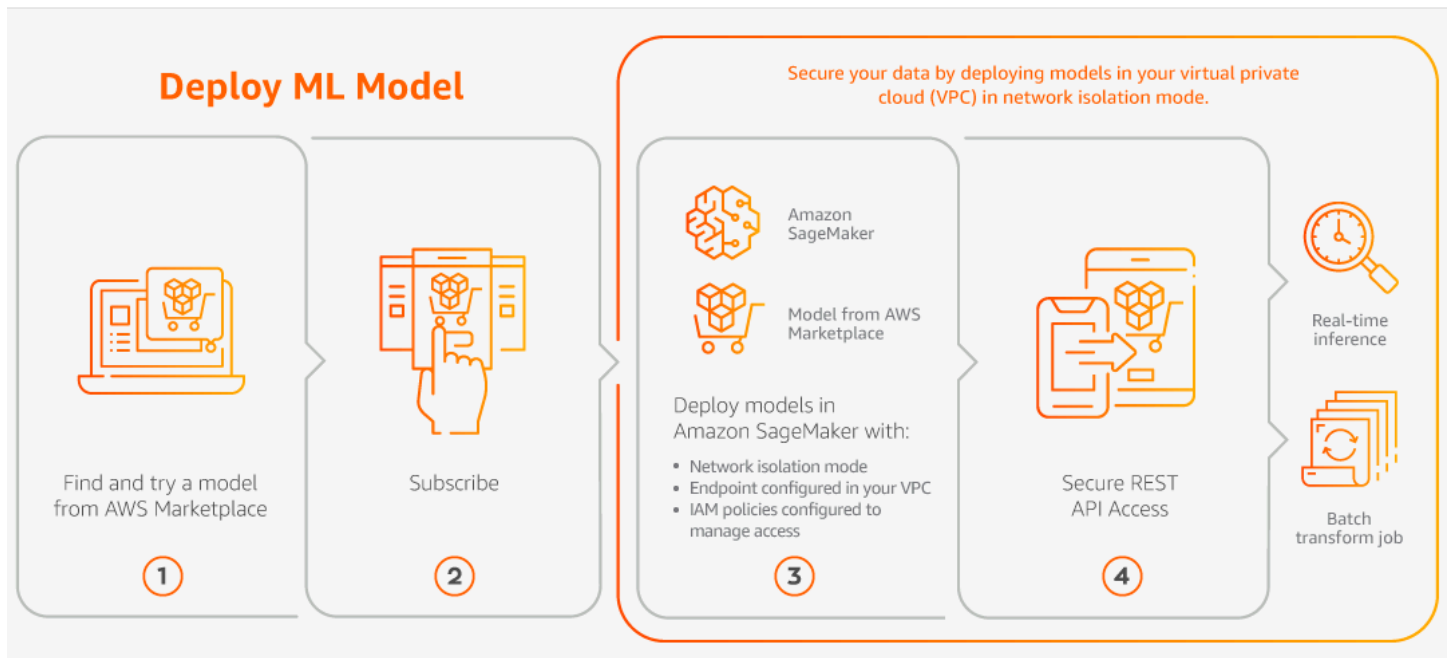 Deploy ML Model
Secure your data by deploying models in your virtual private
cloud (VPC) in network isolation mode.
Find and try a model
from AWS Marketplace
1
Subscribe
2
Amazon
SageMaker
Model from AWS
Marketplace
Deploy models in
Amazon SageMaker with:
• Network isolation mode
• Endpoint configured in your VPC
• IAM policies configured to
manage access
3
Secure REST
API Access
4
Real-time
inference
Batch
transform job